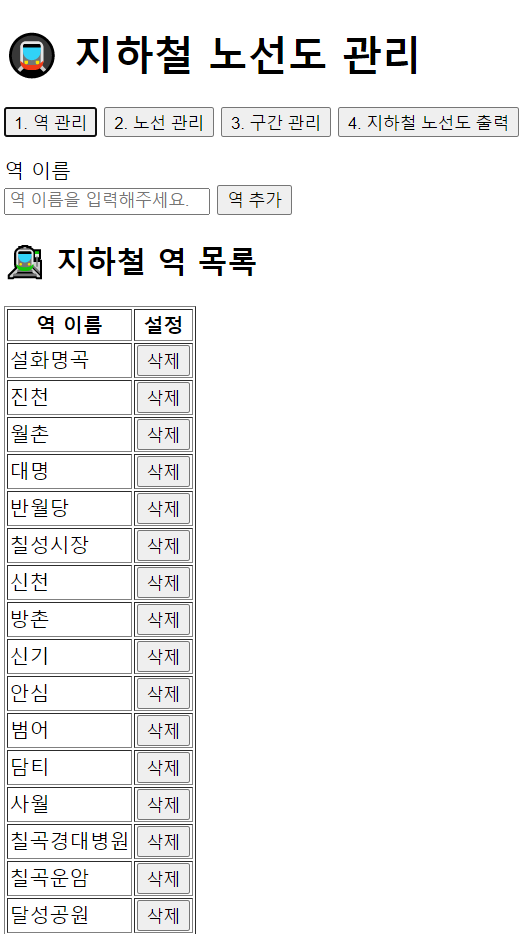 지하철 노선도 관리
1. 역 관리 2. 노선 관리 3. 구간 관리 4. 지하철 노선도 출력
역 이름
역 이름을 입력해주세요. 역 추가
지하철 역 목록
역 이름 설정
설화명곡 삭제
진천 삭제
월촌 삭제
대명 삭제
반월당 삭제
칠성시장 삭제
신천 삭제
방촌 삭제
신기 삭제
안심 삭제
범어 삭제
담티 삭제
사월 삭제
칠곡경대병원 삭제
칠곡운암 삭제
달성공원 삭제